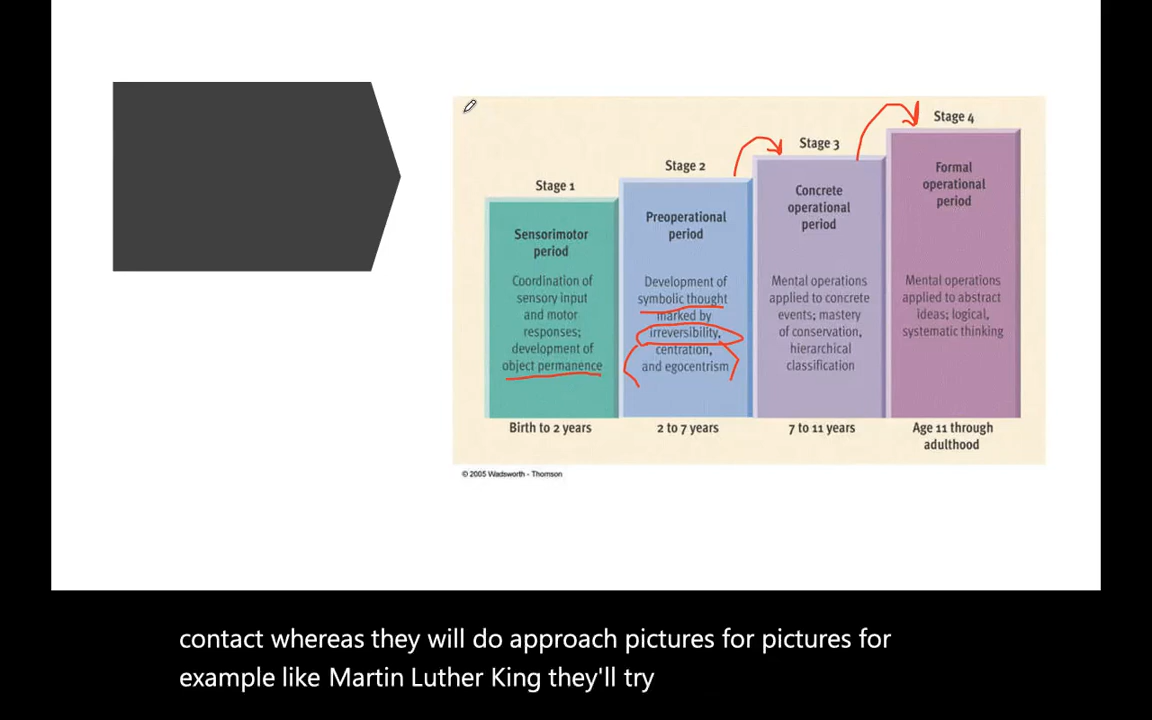 Stage 1
Sensorimotor
period
Coordination of
sensory input
and motor
responses;
development of
object permanence
Birth to 2 years
Stage 2
Preoperational
period
Development of
symbolic thought
marked by
irreversibility,
centration,
and egocentrism
2 to 7 years
Stage 3
Concrete
operational
period
Mental operations
applied to concrete
events; mastery
of conservation,
hierarchical
classification
7 to 11 years
Stage 4
Formal
operational
period
Mental operations
applied to abstract
ideas; logical,
systematic thinking
Age 11 through
adulthood
© 2005 Wadsworth - Thomson
contact whereas they will do approach pictures for pictures for
example like Martin Luther King they'll try